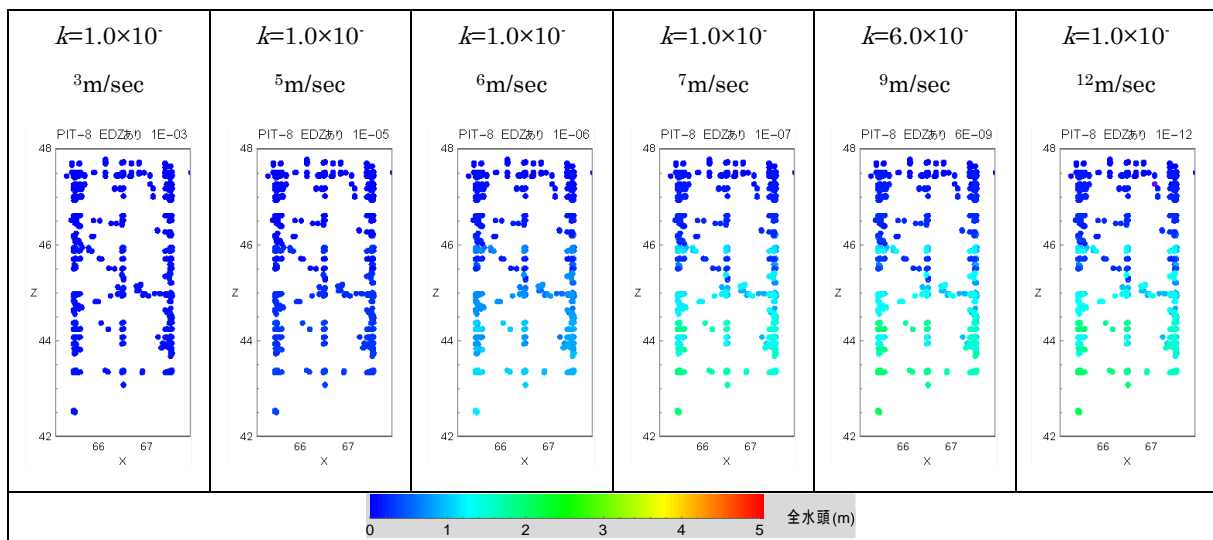 k=1.0×10⁻
³m/sec
k=1.0×10⁻
⁵m/sec
k=1.0×10⁻
⁶m/sec
k=1.0×10⁻
⁷m/sec
k=6.0×10⁻
⁹m/sec
k=1.0×10⁻
¹²m/sec
PIT-8 EDZあり 1E-03
48
46
Z
44
42
66 67
X
PIT-8 EDZあり 1E-05
48
46
Z
44
42
66 67
X
PIT-8 EDZあり 1E-06
48
46
Z
44
42
66 67
X
PIT-8 EDZあり 1E-07
48
46
Z
44
42
66 67
X
PIT-8 EDZあり 6E-09
48
46
Z
44
42
66 67
X
PIT-8 EDZあり 1E-12
48
46
Z
44
42
66 67
X
0 1 2 3 4 5
全水頭(m)